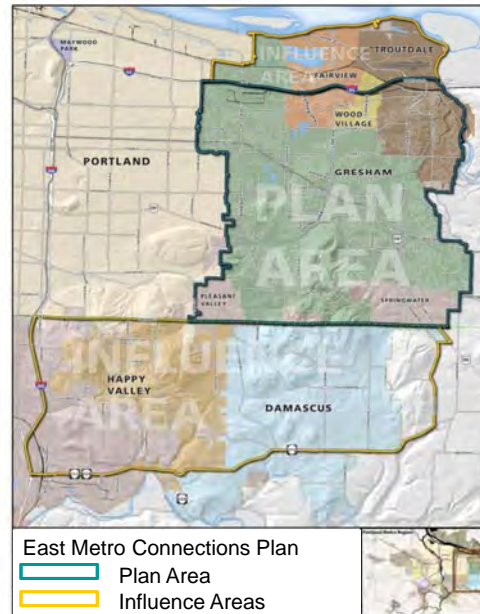 MAYWOOD
PARK
INFLUENCE
AREA
TROUTDALE
FAIRVIEW
WOOD
VILLAGE
PORTLAND
GRESHAM
PLAN
AREA
PLEASANT
VALLEY
SPRINGWATER
INFLUENCE
AREA
HAPPY
VALLEY
DAMASCUS
East Metro Connections Plan
Plan Area
Influence Areas